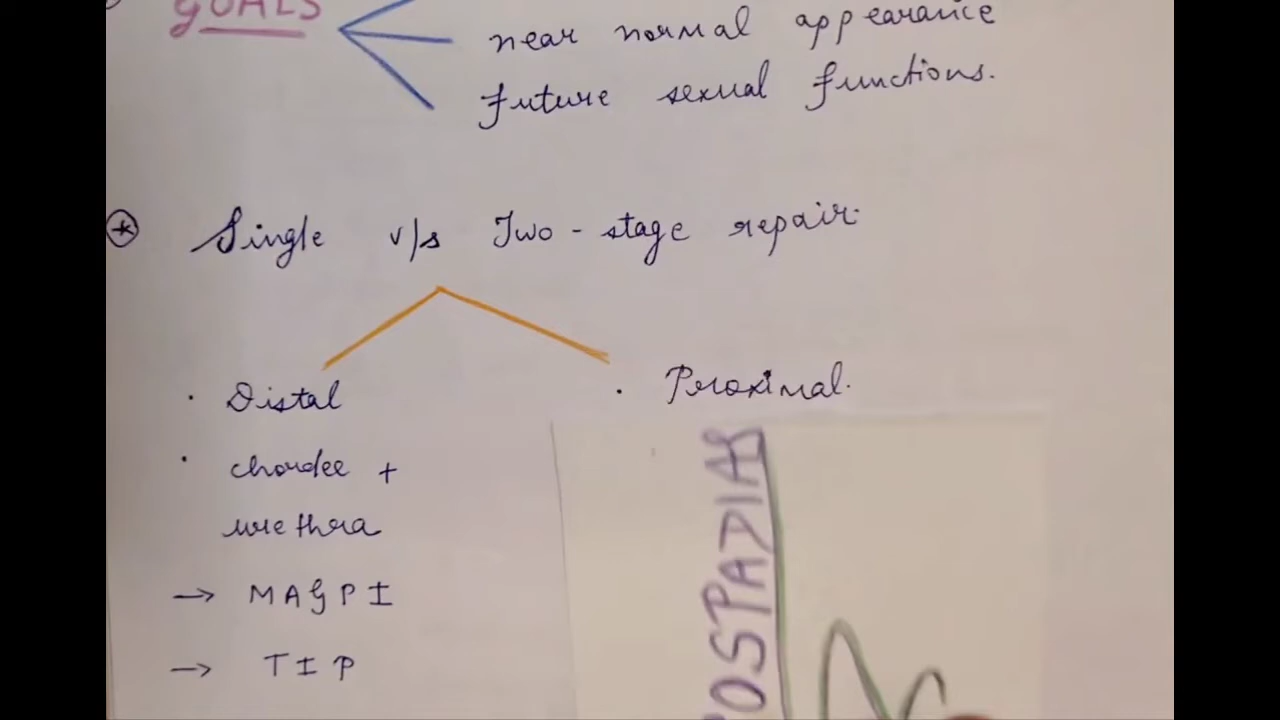 GOALS
near normal appearance
future sexual functions.
Single v/s Two-stage repair.
• Distal
• chordee +
urethra
→ MAGPI
→ TIP
• Proximal.
OSPADIAS